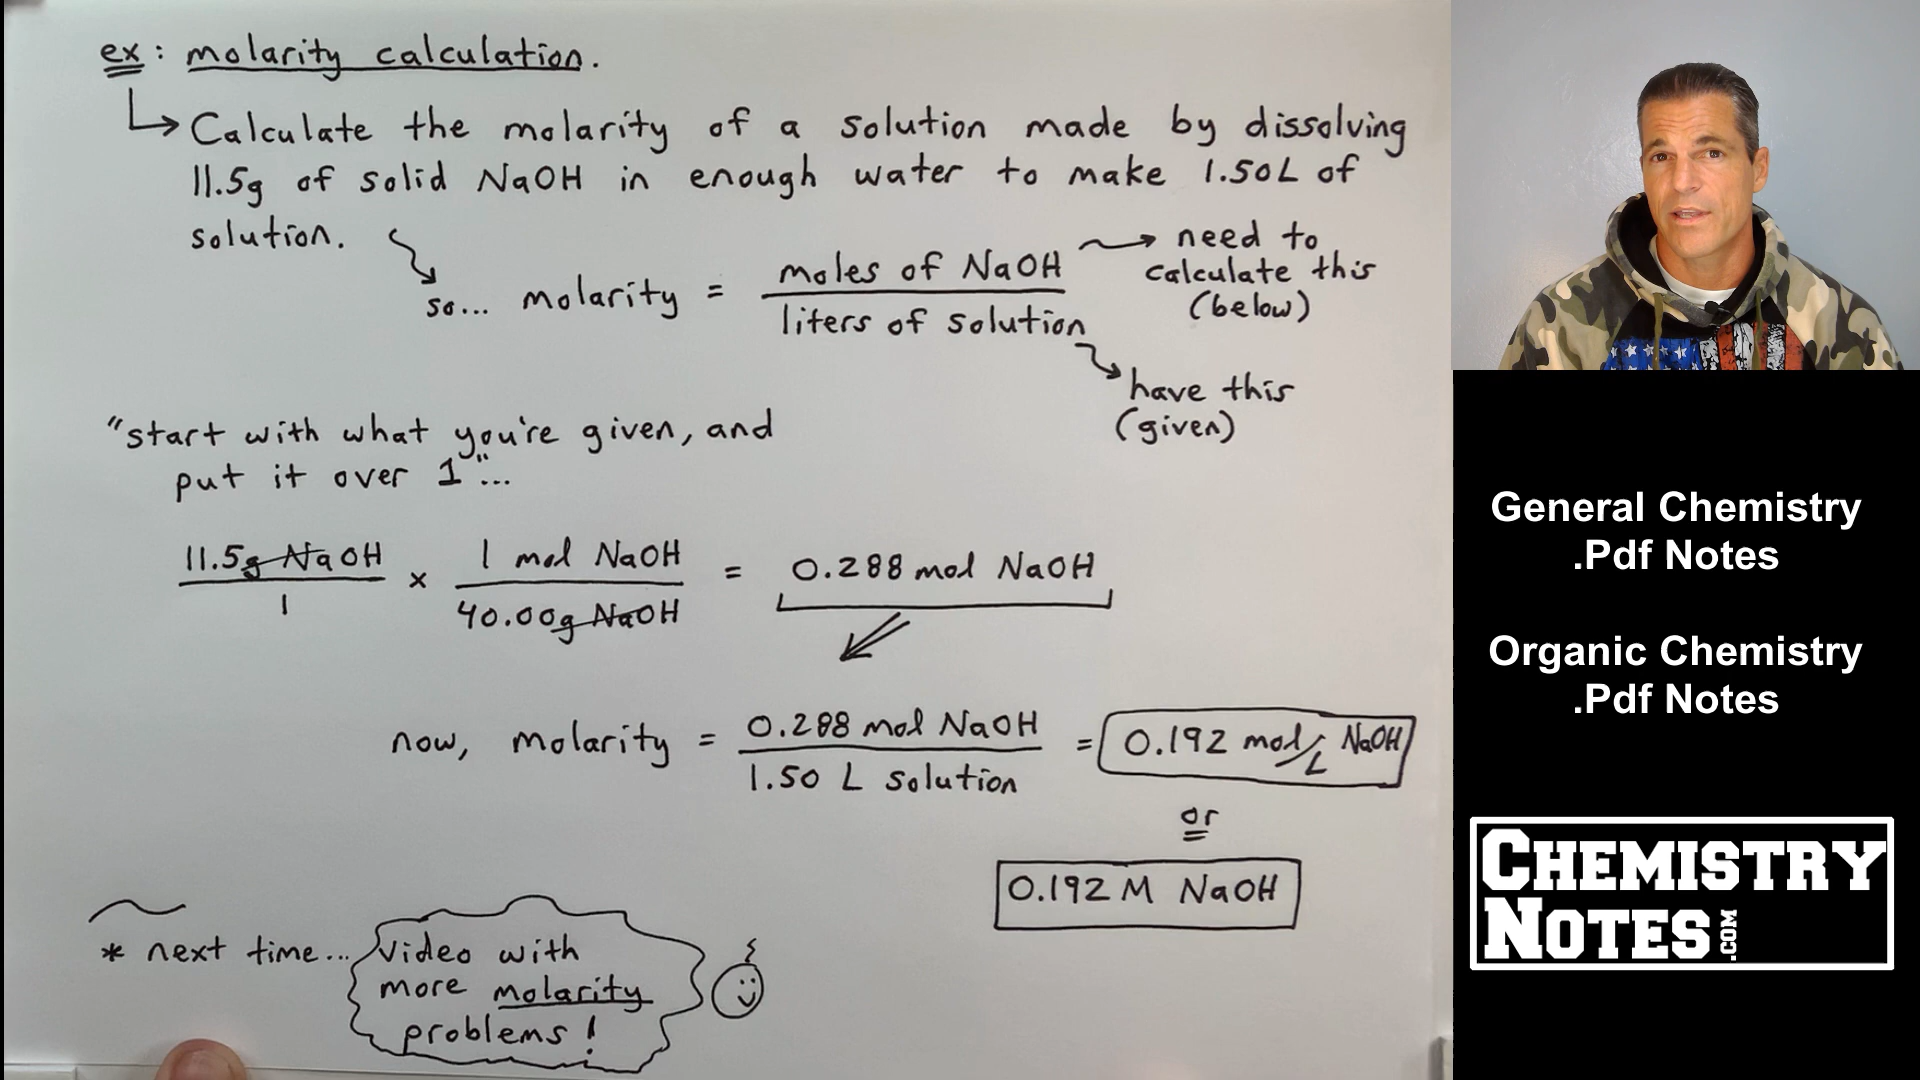 ex: molarity calculation.
Calculate the molarity of a solution made by dissolving
11.5g of solid NaOH in enough water to make 1.50L of
solution.
so... molarity = moles of NaOH / liters of solution
need to
calculate this
(below)
have this
(given)
"start with what you're given, and
put it over 1"...
11.5g NaOH / 1 × 1 mol NaOH / 40.00g NaOH = 0.288 mol NaOH
now, molarity = 0.288 mol NaOH / 1.50 L solution = 0.192 mol/L NaOH
or
0.192 M NaOH
* next time... Video with
more molarity
problems!
General Chemistry
.Pdf Notes
Organic Chemistry
.Pdf Notes
CHEMISTRY
NOTES.COM